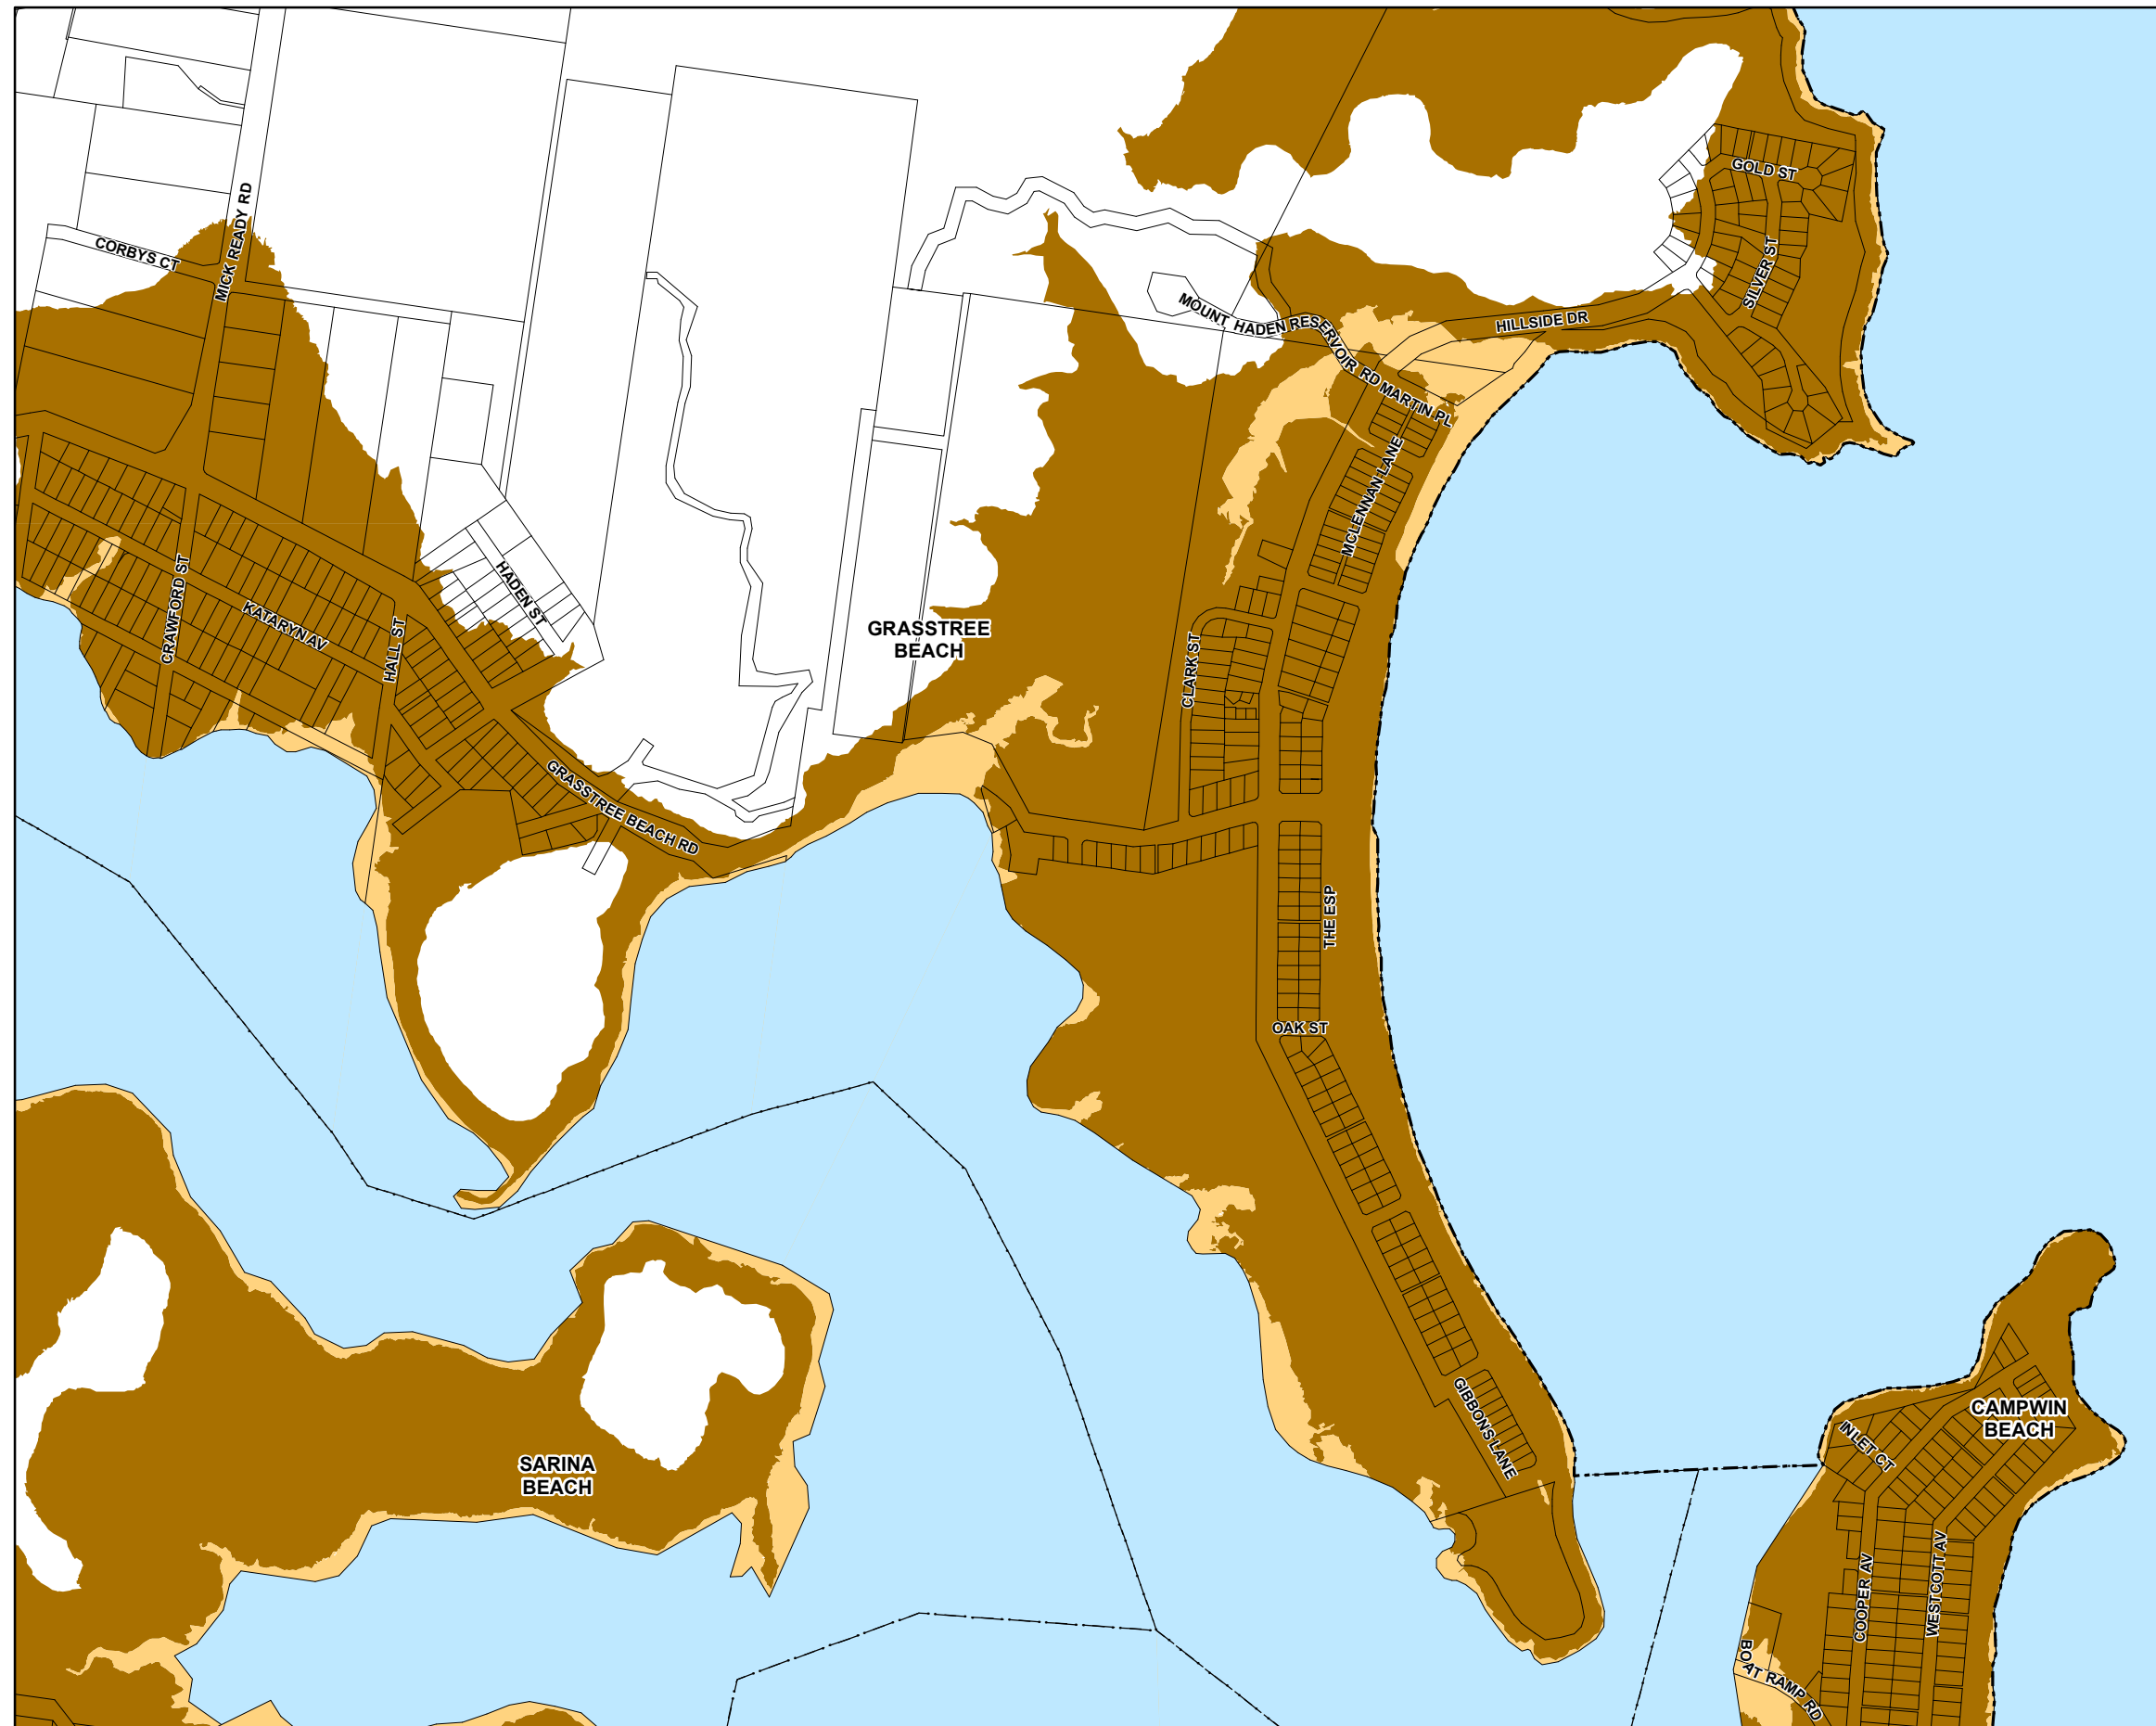 GOLD ST
MICK READY RD
CORBYS CT
SILVER ST
MOUNT HADEN RESERVOIR RD
HILLSIDE DR
MARTIN PL
MCLENNAN LANE
HADEN ST
CRAWFORD ST
KATARYN AV
HALL ST
GRASSTREE
BEACH
CLARK ST
GRASSTREE BEACH RD
THE ESP
OAK ST
GIBBONS LANE
CAMPWIN
BEACH
INLET CT
SARINA
BEACH
COOPER AV
WESTCOTT AV
BOAT RAMP RD